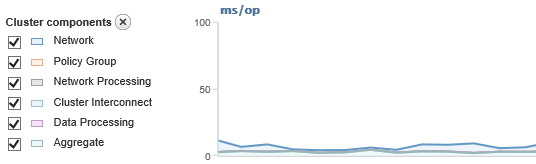 ms/op
Cluster components
Network
Policy Group
Network Processing
Cluster Interconnect
Data Processing
Aggregate
100
50
0